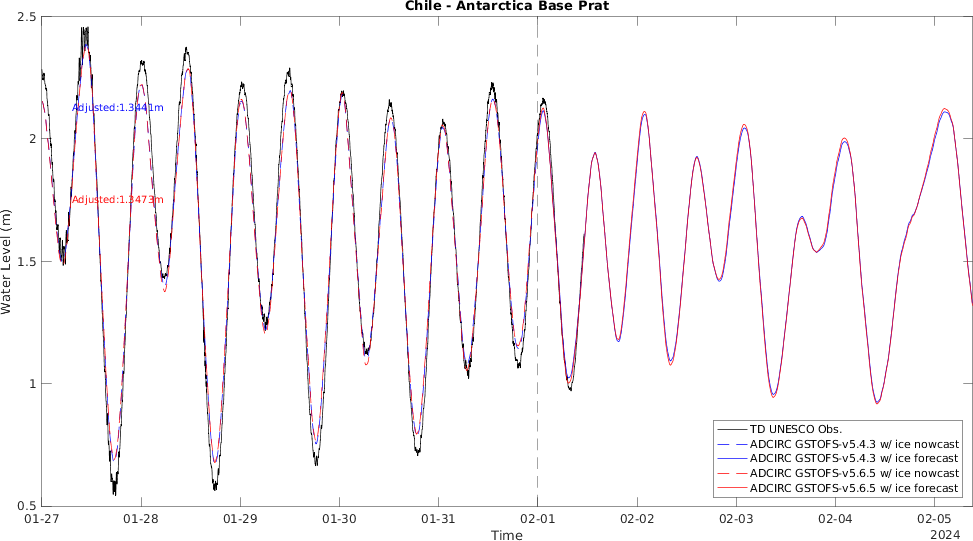 Chile - Antarctica Base Prat
2.5
2
1.5
1
0.5
Water Level (m)
Adjusted:1.3441m
Adjusted:1.3473m
TD UNESCO Obs.
ADCIRC GSTOFS-v5.4.3 w/ ice nowcast
ADCIRC GSTOFS-v5.4.3 w/ ice forecast
ADCIRC GSTOFS-v5.6.5 w/ ice nowcast
ADCIRC GSTOFS-v5.6.5 w/ ice forecast
01-27 01-28 01-29 01-30 01-31 02-01 02-02 02-03 02-04 02-05
2024
Time